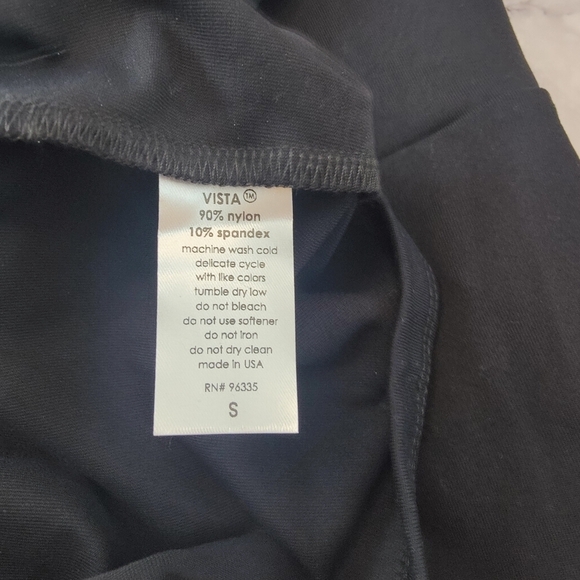 VISTA™
90% nylon
10% spandex
machine wash cold
delicate cycle
with like colors
tumble dry low
do not bleach
do not use softener
do not iron
do not dry clean
made in USA
RN# 96335
S